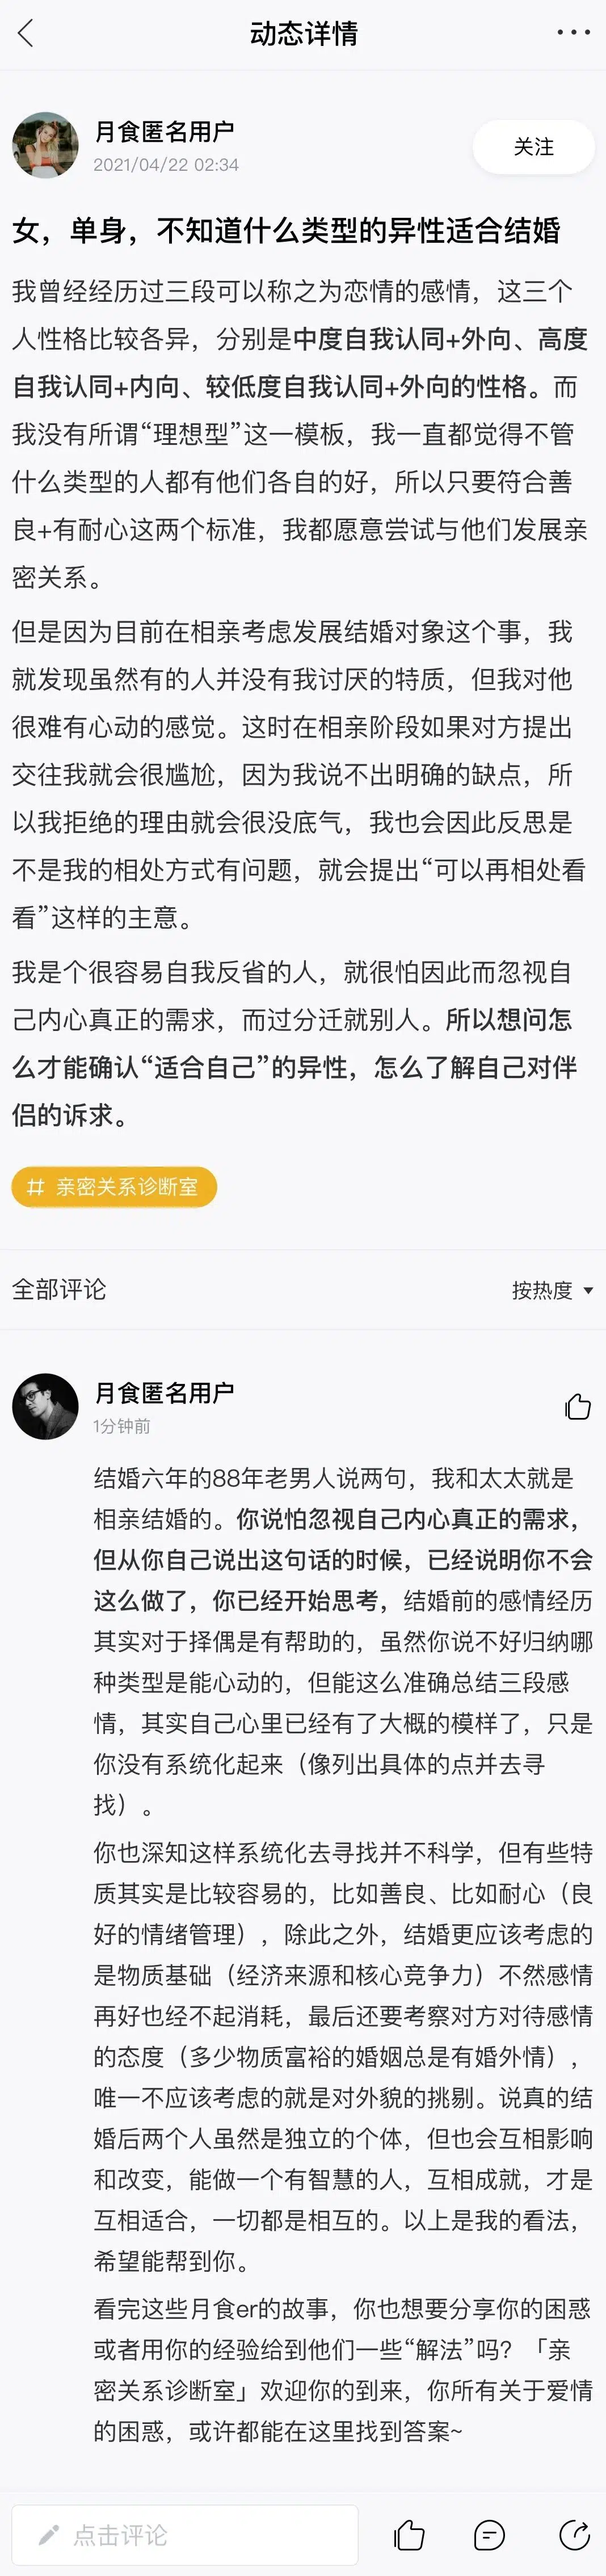 动态详情
月食匿名用户
2021/04/22 02:34
关注
女，单身，不知道什么类型的异性适合结婚
我曾经经历过三段可以称之为恋情的感情，这三个
人性格比较各异，分别是中度自我认同+外向、高度
自我认同+内向、较低度自我认同+外向的性格。而
我没有所谓“理想型”这一模板，我一直都觉得不管
什么类型的人都有他们各自的好，所以只要符合善
良+有耐心这两个标准，我都愿意尝试与他们发展亲
密关系。
但是因为目前在相亲考虑发展结婚对象这个事，我
就发现虽然有的人并没有我讨厌的特质，但我对他
很难有心动的感觉。这时在相亲阶段如果对方提出
交往我就会很尴尬，因为我说不出明确的缺点，所
以我拒绝的理由就会很没底气，我也会因此反思是
不是我的相处方式有问题，就会提出“可以再相处看
看”这样的主意。
我是个很容易自我反省的人，就很怕因此而忽视自
己内心真正的需求，而过分迁就别人。所以想问怎
么才能确认“适合自己”的异性，怎么了解自己对伴
侣的诉求。
# 亲密关系诊断室
全部评论
按热度
月食匿名用户
1分钟前
结婚六年的88年老男人说两句，我和太太就是
相亲结婚的。你说怕忽视自己内心真正的需求，
但从你自己说出这句话的时候，已经说明你不会
这么做了，你已经开始思考，结婚前的感情经历
其实对于择偶是有帮助的，虽然你说不好归纳哪
种类型是能心动的，但能这么准确总结三段感
情，其实自己心里已经有了大概的模样了，只是
你没有系统化起来（像列出具体的点并去寻
找）。
你也深知这样系统化去寻找并不科学，但有些特
质其实是比较容易的，比如善良、比如耐心（良
好的情绪管理），除此之外，结婚更应该考虑的
是物质基础（经济来源和核心竞争力）不然感情
再好也经不起消耗，最后还要考察对方对待感情
的态度（多少物质富裕的婚姻总是有婚外情），
唯一不应该考虑的就是对外貌的挑剔。说真的结
婚后两个人虽然是独立的个体，但也会互相影响
和改变，能做一个有智慧的人，互相成就，才是
互相适合，一切都是相互的。以上是我的看法，
希望能帮到你。
看完这些月食er的故事，你也想要分享你的困惑
或者用你的经验给到他们一些“解法”吗？「亲
密关系诊断室」欢迎你的到来，你所有关于爱情
的困惑，或许都能在这里找到答案~
点击评论